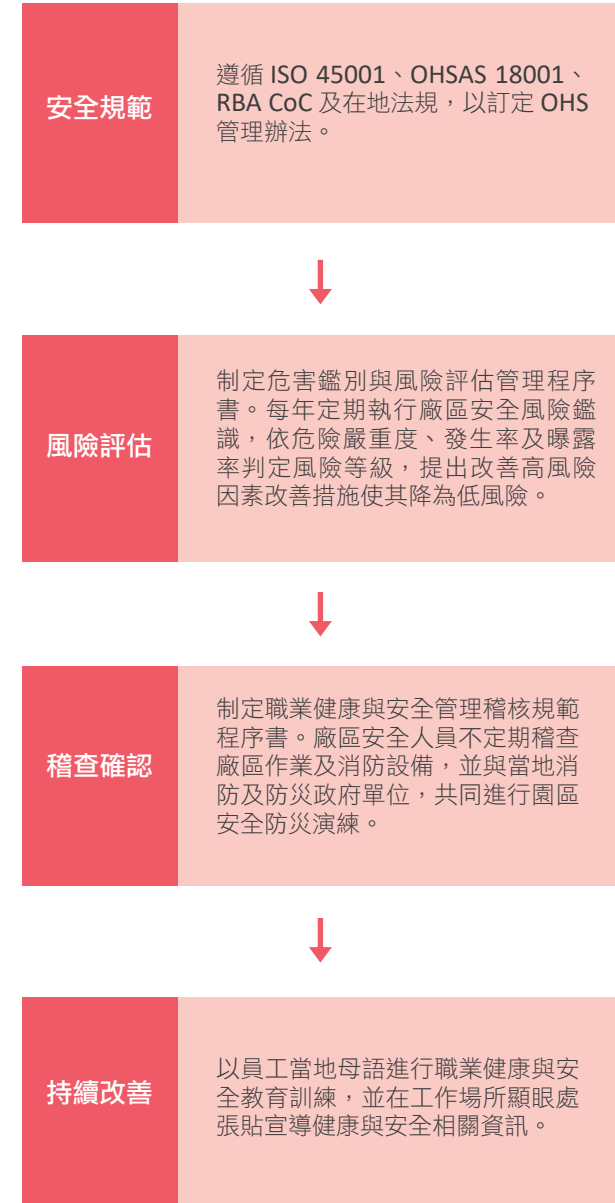 安全規範
遵循 ISO 45001、OHSAS 18001、
RBA CoC 及在地法規，以訂定 OHS
管理辦法。
風險評估
制定危害鑑別與風險評估管理程序
書。每年定期執行廠區安全風險鑑
識，依危險嚴重度、發生率及曝露
率判定風險等級，提出改善高風險
因素改善措施使其降為低風險。
稽查確認
制定職業健康與安全管理稽核規範
程序書。廠區安全人員不定期稽查
廠區作業及消防設備，並與當地消
防及防災政府單位，共同進行園區
安全防災演練。
持續改善
以員工當地母語進行職業健康與安
全教育訓練，並在工作場所顯眼處
張貼宣導健康與安全相關資訊。